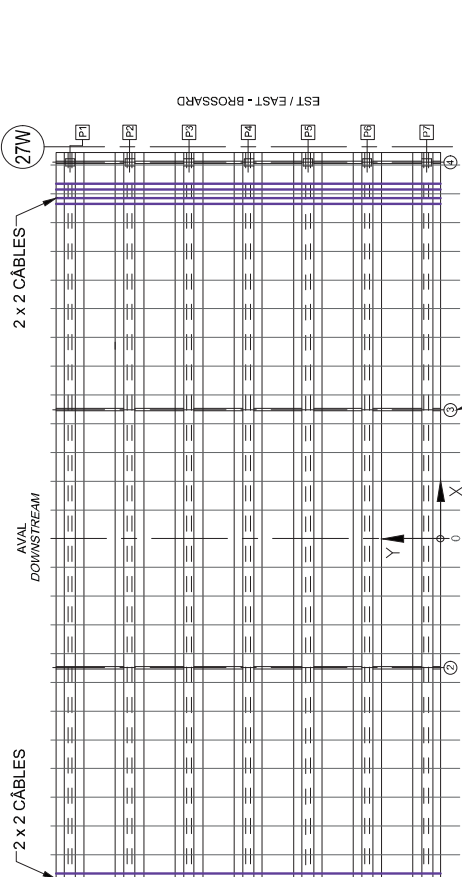 EST / EAST - BROSSARD
27W
P1
P2
P3
P4
P5
P6
P7
4
2 x 2 CÂBLES
3
AVAL
DOWNSTREAM
X
Y
0
2
2 x 2 CÂBLES